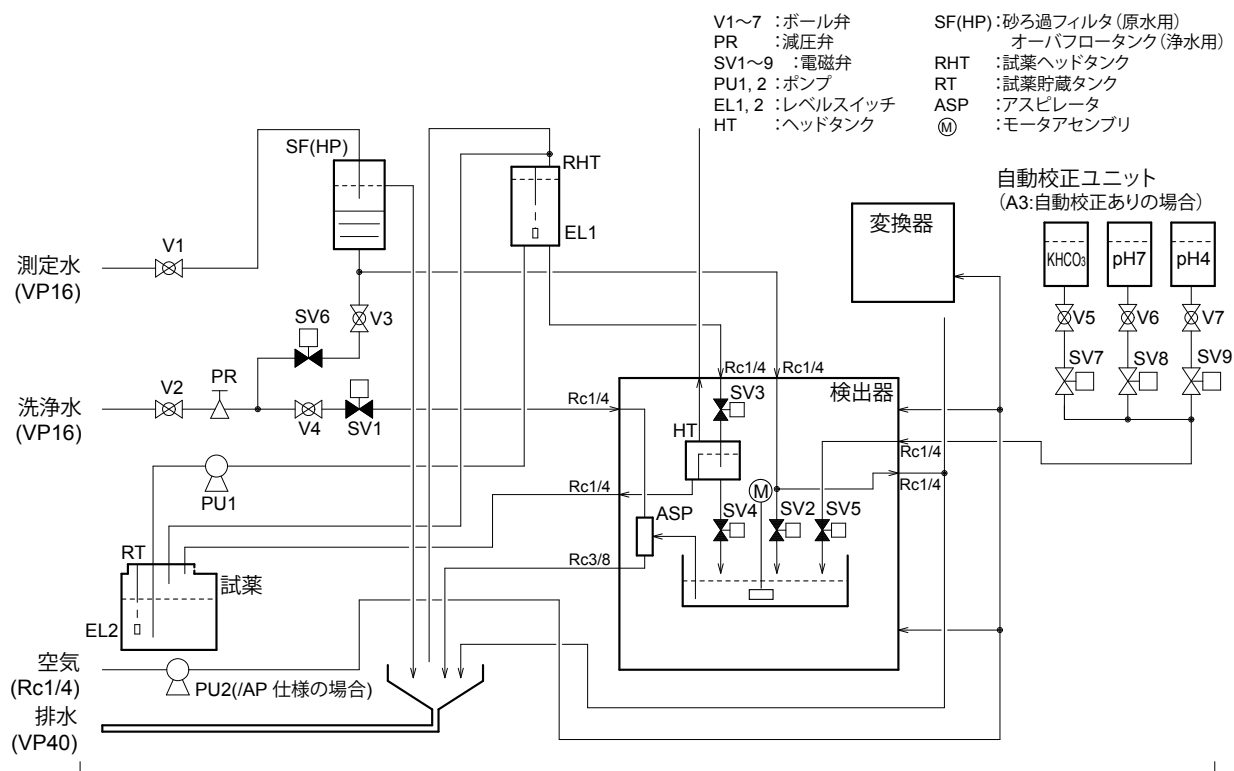 V1～7 ：ボール弁
PR ：減圧弁
SV1～9 ：電磁弁
PU1, 2 ：ポンプ
EL1, 2 ：レベルスイッチ
HT ：ヘッドタンク
SF(HP) ：砂ろ過フィルタ（原水用）
オーバフロータンク（浄水用）
RHT ：試薬ヘッドタンク
RT ：試薬貯蔵タンク
ASP ：アスピレータ
Ⓜ ：モータアセンブリ
SF(HP)
RHT
EL1
自動校正ユニット
（A3:自動校正ありの場合）
変換器
KHCO₃
pH7
pH4
V1
測定水
(VP16)
SV6
V3
V5
V6
V7
SV7
SV8
SV9
V2
PR
洗浄水
(VP16)
V4
SV1
Rc1/4
Rc1/4
Rc1/4
検出器
SV3
HT
Rc1/4
Rc1/4
PU1
Rc1/4
M
ASP
SV4
SV2
SV5
RT
試薬
Rc3/8
EL2
空気
(Rc1/4)
PU2(/AP 仕様の場合)
排水
(VP40)